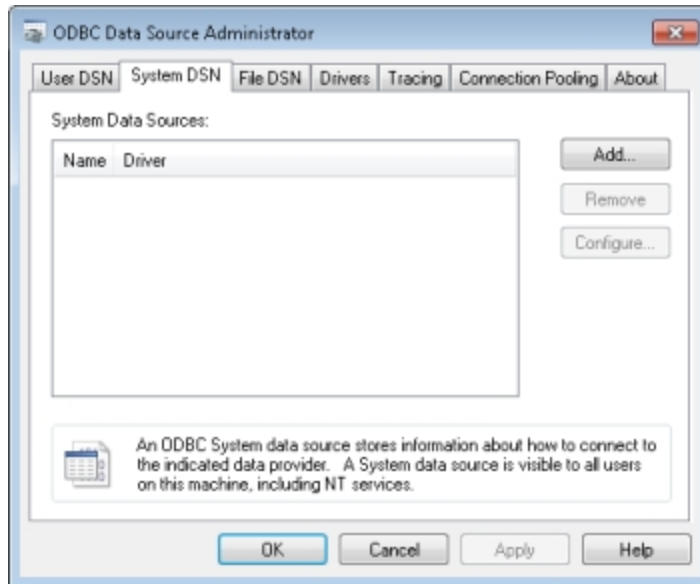 ODBC Data Source Administrator
User DSN System DSN File DSN Drivers Tracing Connection Pooling About
System Data Sources:
Name Driver
Add...
Remove
Configure...
An ODBC System data source stores information about how to connect to
the indicated data provider. A System data source is visible to all users
on this machine, including NT services.
OK Cancel Apply Help